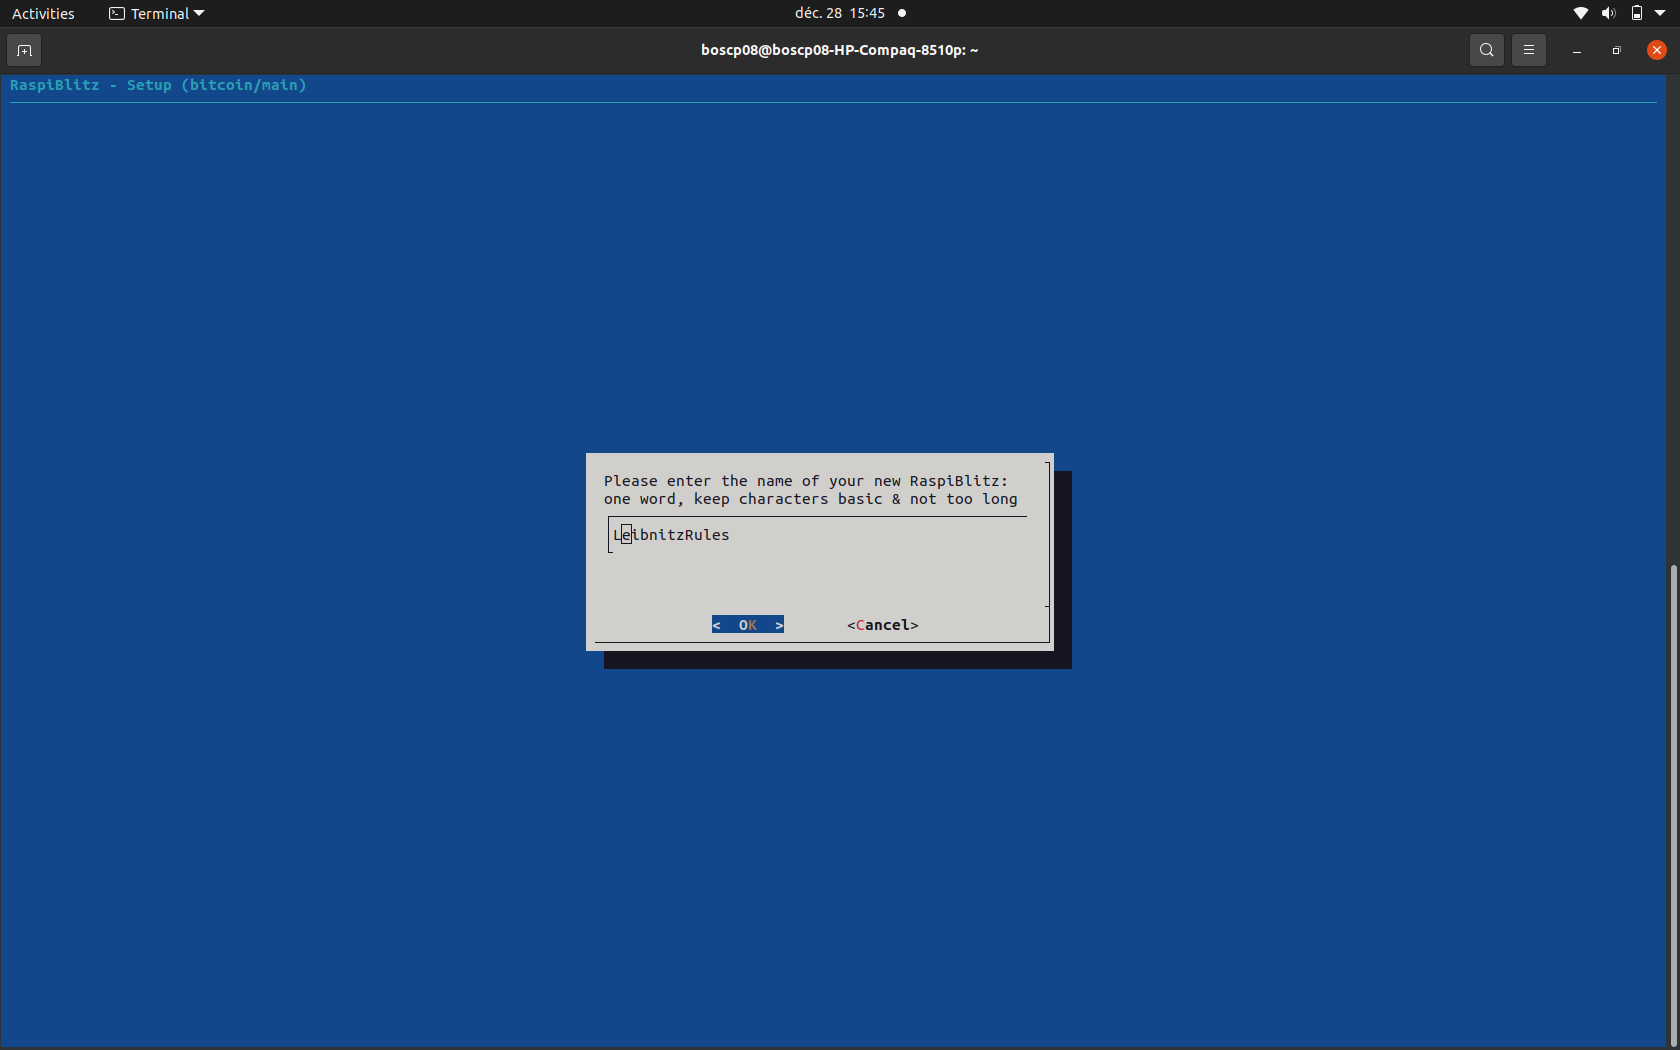 Activities
Terminal
déc. 28 15:45
boscp08@boscp08-HP-Compaq-8510p: ~
RaspiBlitz - Setup (bitcoin/main)
Please enter the name of your new RaspiBlitz:
one word, keep characters basic & not too long
LeibnitzRules
< OK > <Cancel>